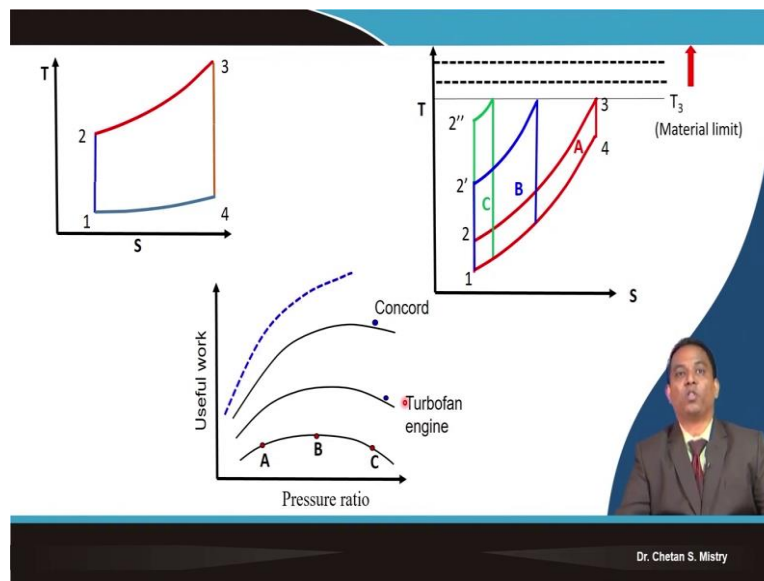 T
3
2
1
4
S
T
T3
(Material limit)
2''
3
A
4
2'
B
C
2
1
S
Useful work
Concord
Turbofan
engine
A
B
C
Pressure ratio
Dr. Chetan S. Mistry